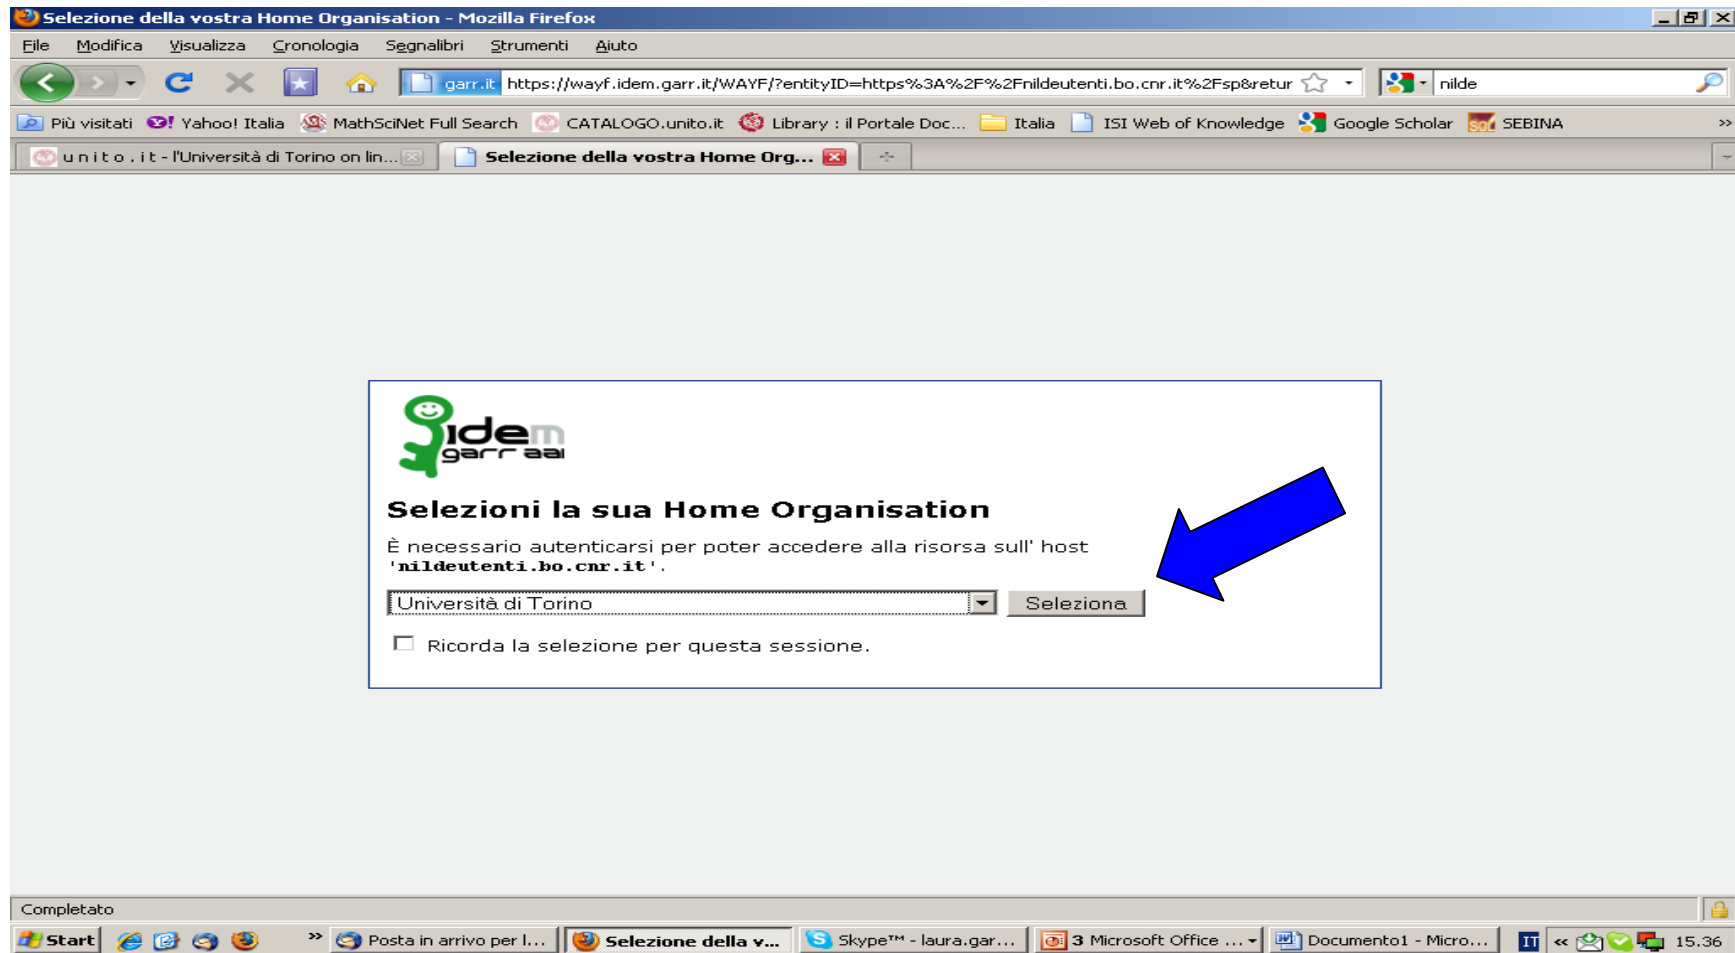 Selezione della vostra Home Organisation - Mozilla Firefox
File Modifica Visualizza Cronologia Segnalibri Strumenti Aiuto
garr.it https://wayf.idem.garr.it/WAYF/?entityID=https%3A%2F%2Fnildeutenti.bo.cnr.it%2Fsp&retur nilde
Più visitati Yahoo! Italia MathSciNet Full Search CATALOGO.unito.it Library : il Portale Doc... Italia ISI Web of Knowledge Google Scholar SEBINA »
u n i t o . i t - l'Università di Torino on lin... Selezione della vostra Home Org...
idem
garr aai
Selezioni la sua Home Organisation
È necessario autenticarsi per poter accedere alla risorsa sull' host
'nildeutenti.bo.cnr.it'.
Università di Torino Seleziona
Ricorda la selezione per questa sessione.
Completato
Start » Posta in arrivo per l... Selezione della v... Skype™ - laura.gar... 3 Microsoft Office ... Documento1 - Micro... IT « 15.36